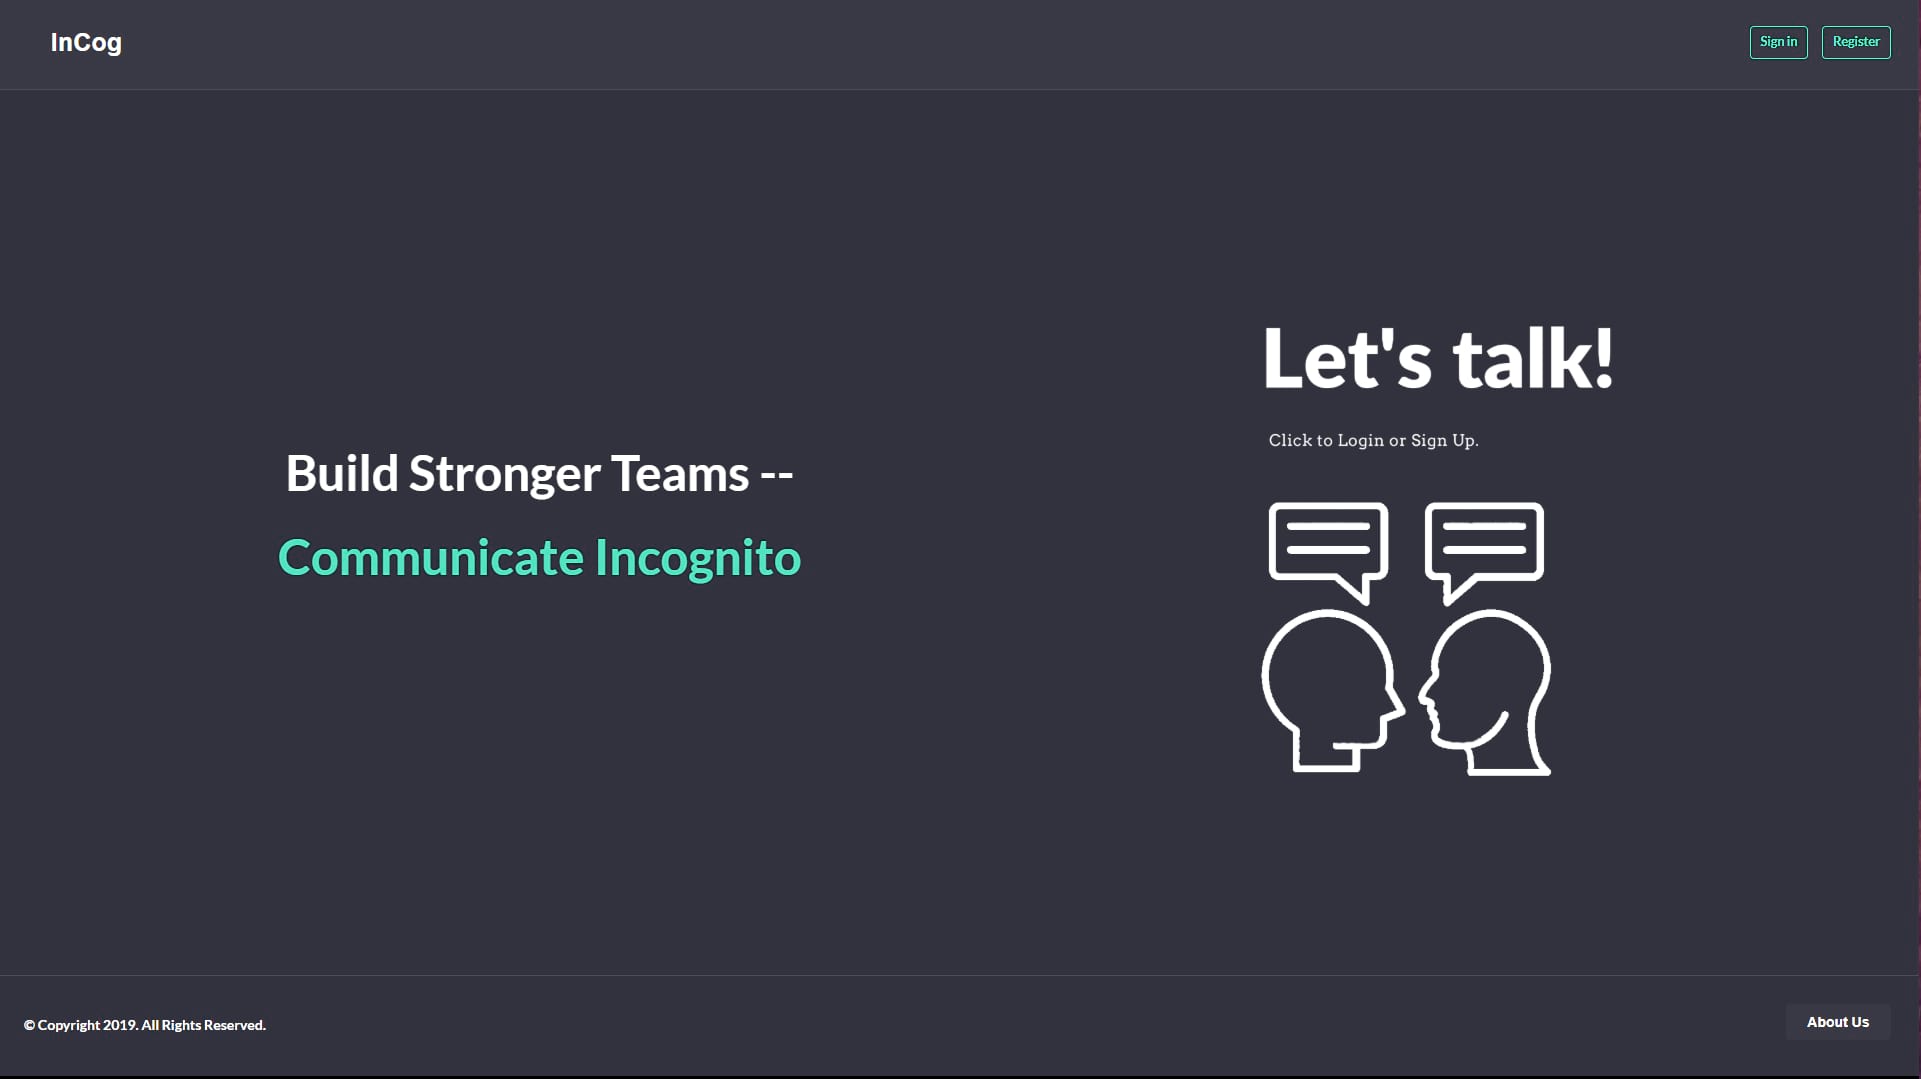 InCog
Sign in
Register
Build Stronger Teams --
Communicate Incognito
Let's talk!
Click to Login or Sign Up.
© Copyright 2019. All Rights Reserved.
About Us